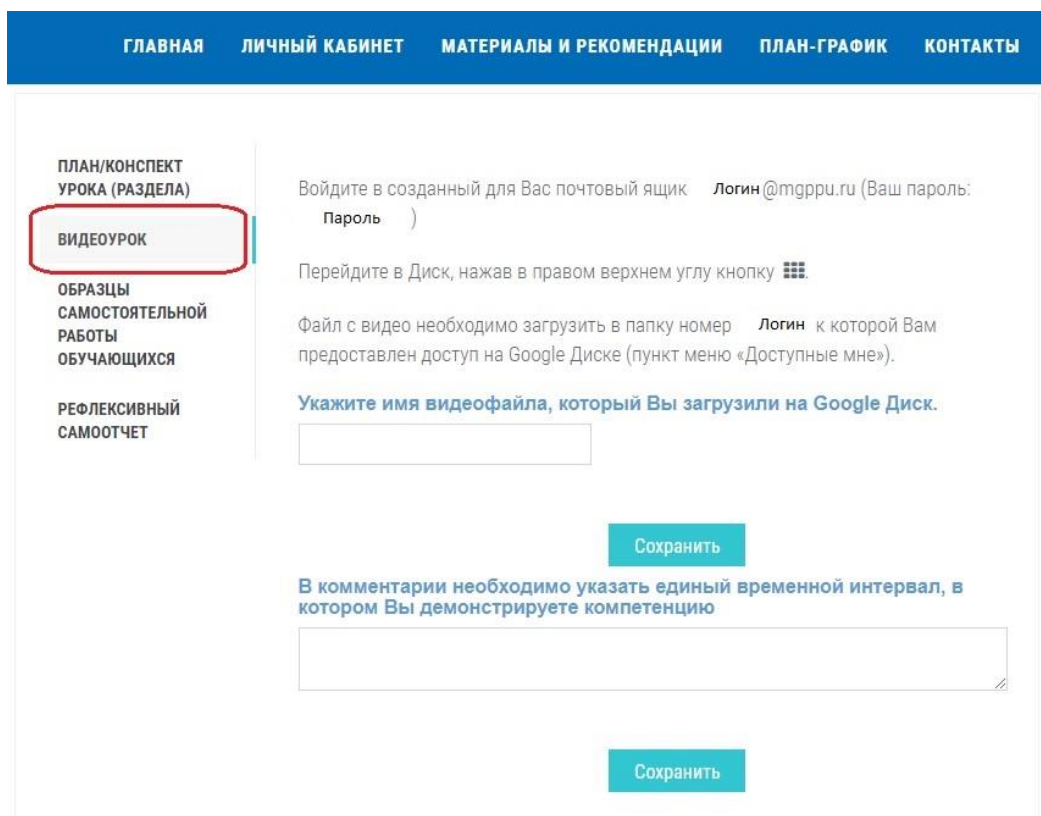 ГЛАВНАЯ ЛИЧНЫЙ КАБИНЕТ МАТЕРИАЛЫ И РЕКОМЕНДАЦИИ ПЛАН-ГРАФИК КОНТАКТЫ
ПЛАН/КОНСПЕКТ
УРОКА (РАЗДЕЛА)
ВИДЕОУРОК
ОБРАЗЦЫ
САМОСТОЯТЕЛЬНОЙ
РАБОТЫ
ОБУЧАЮЩИХСЯ
РЕФЛЕКСИВНЫЙ
САМООТЧЕТ
Войдите в созданный для Вас почтовый ящик Логин @mgppu.ru (Ваш пароль:
Пароль )
Перейдите в Диск, нажав в правом верхнем углу кнопку .
Файл с видео необходимо загрузить в папку номер Логин к которой Вам
предоставлен доступ на Google Диске (пункт меню «Доступные мне»).
Укажите имя видеофайла, который Вы загрузили на Google Диск.
Сохранить
В комментарии необходимо указать единый временной интервал, в
котором Вы демонстрируете компетенцию
Сохранить